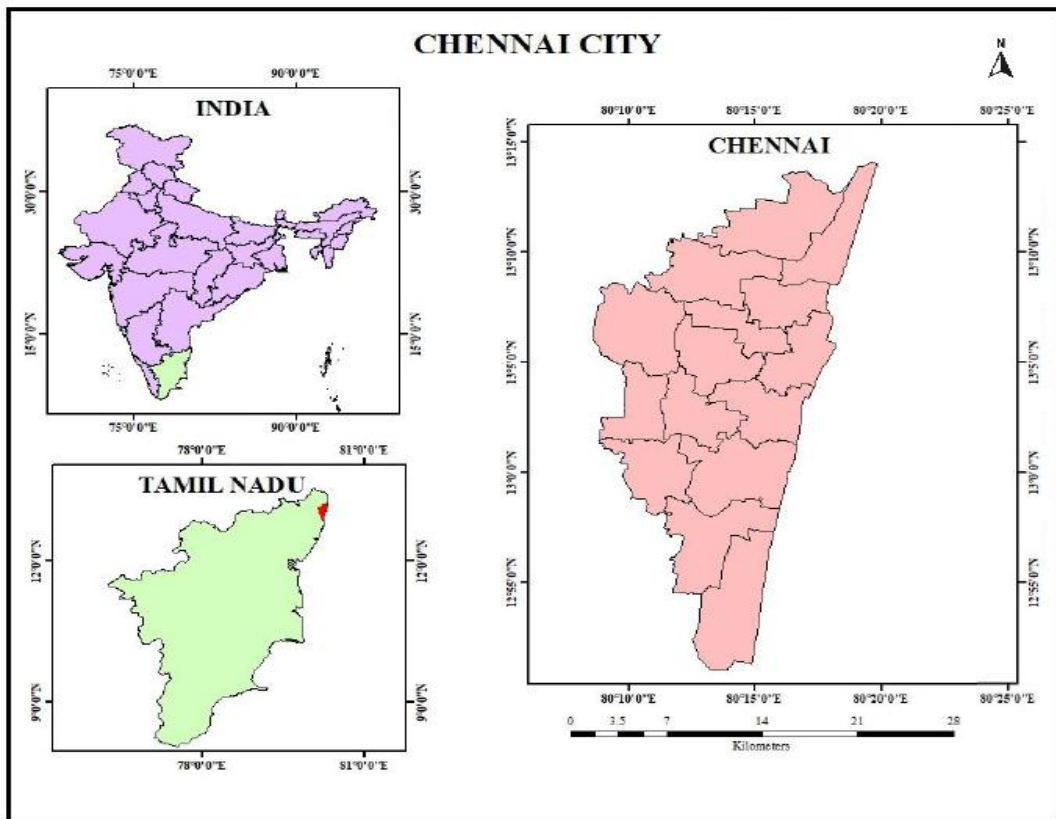 CHENNAI CITY
N
75°0'0"E 90°0'0"E
INDIA
30°0'0"N 30°0'0"N
15°0'0"N 15°0'0"N
75°0'0"E 90°0'0"E
78°0'0"E 81°0'0"E
TAMIL NADU
12°0'0"N 12°0'0"N
9°0'0"N 9°0'0"N
78°0'0"E 81°0'0"E
80°10'0"E 80°15'0"E 80°20'0"E 80°25'0"E
CHENNAI
13°15'0"N 13°15'0"N
13°10'0"N 13°10'0"N
13°5'0"N 13°5'0"N
13°0'0"N 13°0'0"N
12°55'0"N 12°55'0"N
80°10'0"E 80°15'0"E 80°20'0"E 80°25'0"E
0 3.5 7 14 21 28
Kilometers